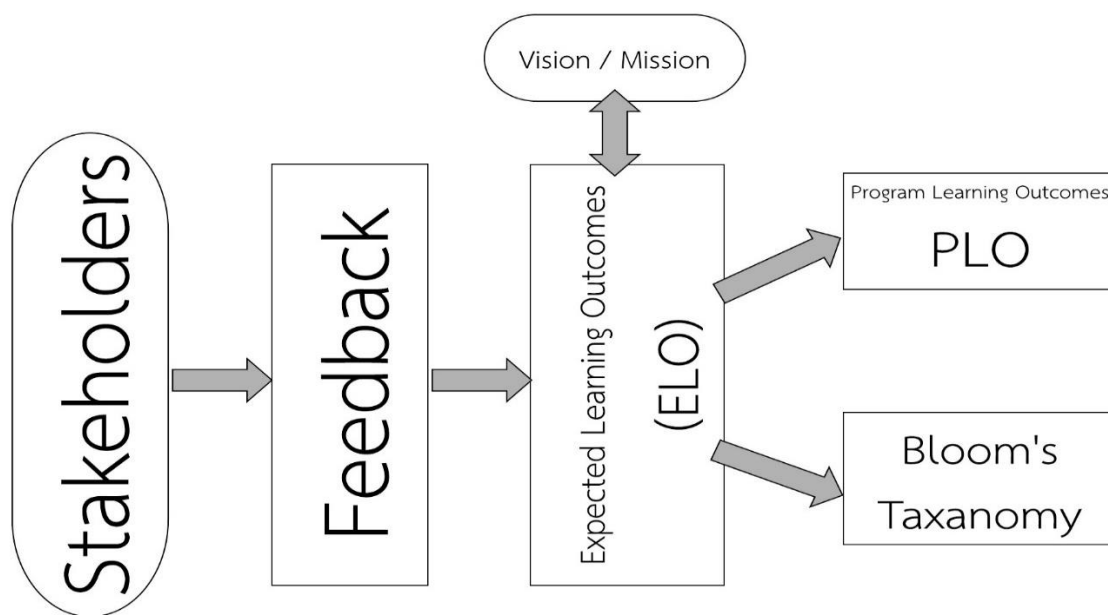 Vision / Mission
Stakeholders
Feedback
Expected Learning Outcomes
(ELO)
Program Learning Outcomes
PLO
Bloom's
Taxanomy